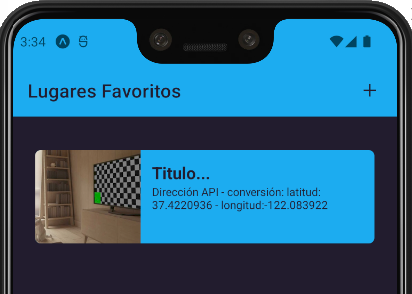 3:34
Lugares Favoritos +
Titulo...
Dirección API - conversión: latitud:
37.4220936 - longitud:-122.083922